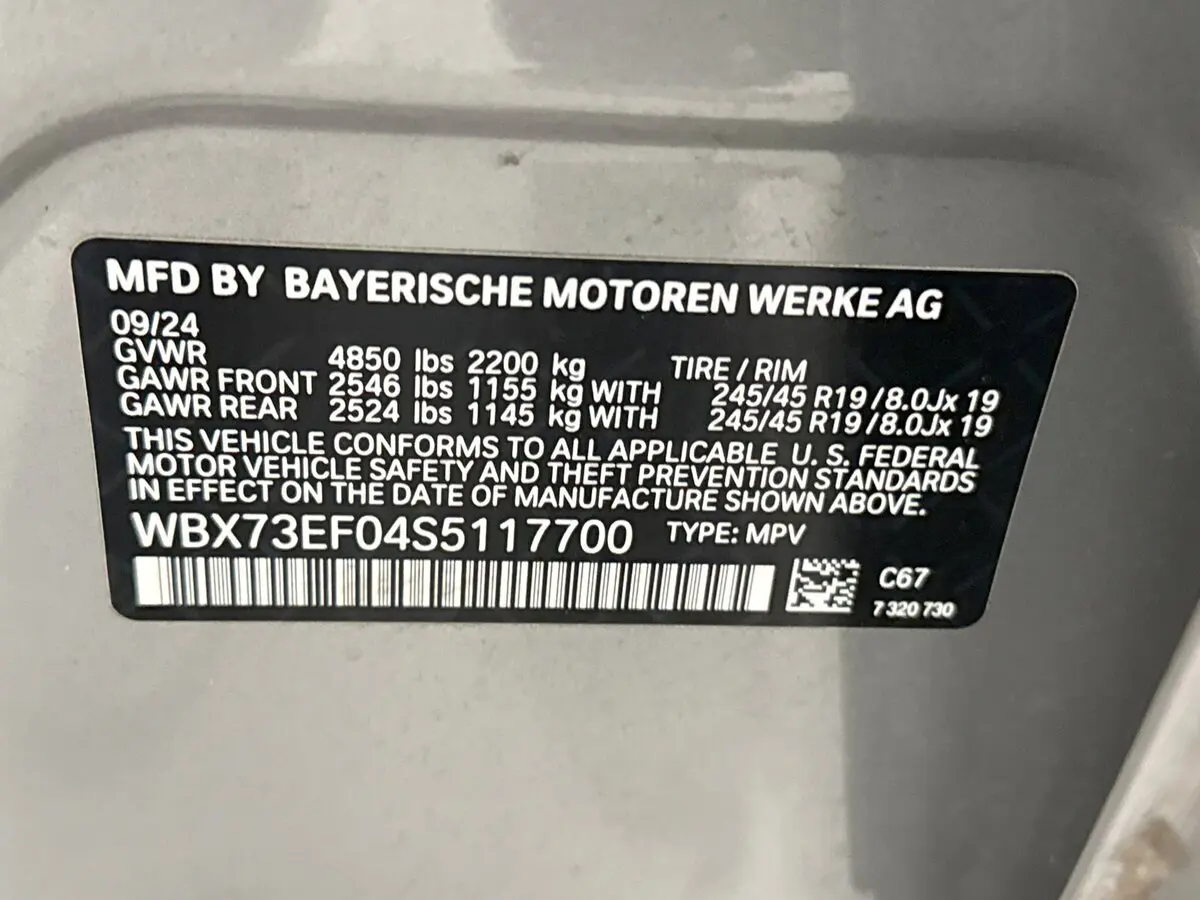 MFD BY BAYERISCHE MOTOREN WERKE AG
09/24
GVWR 4850 lbs 2200 kg TIRE / RIM
GAWR FRONT 2546 lbs 1155 kg WITH 245/45 R19 /8.0Jx 19
GAWR REAR 2524 lbs 1145 kg WITH 245/45 R19 /8.0Jx 19
THIS VEHICLE CONFORMS TO ALL APPLICABLE U. S. FEDERAL
MOTOR VEHICLE SAFETY AND THEFT PREVENTION STANDARDS
IN EFFECT ON THE DATE OF MANUFACTURE SHOWN ABOVE.
WBX73EF04S5117700 TYPE: MPV
C67
7 320 730